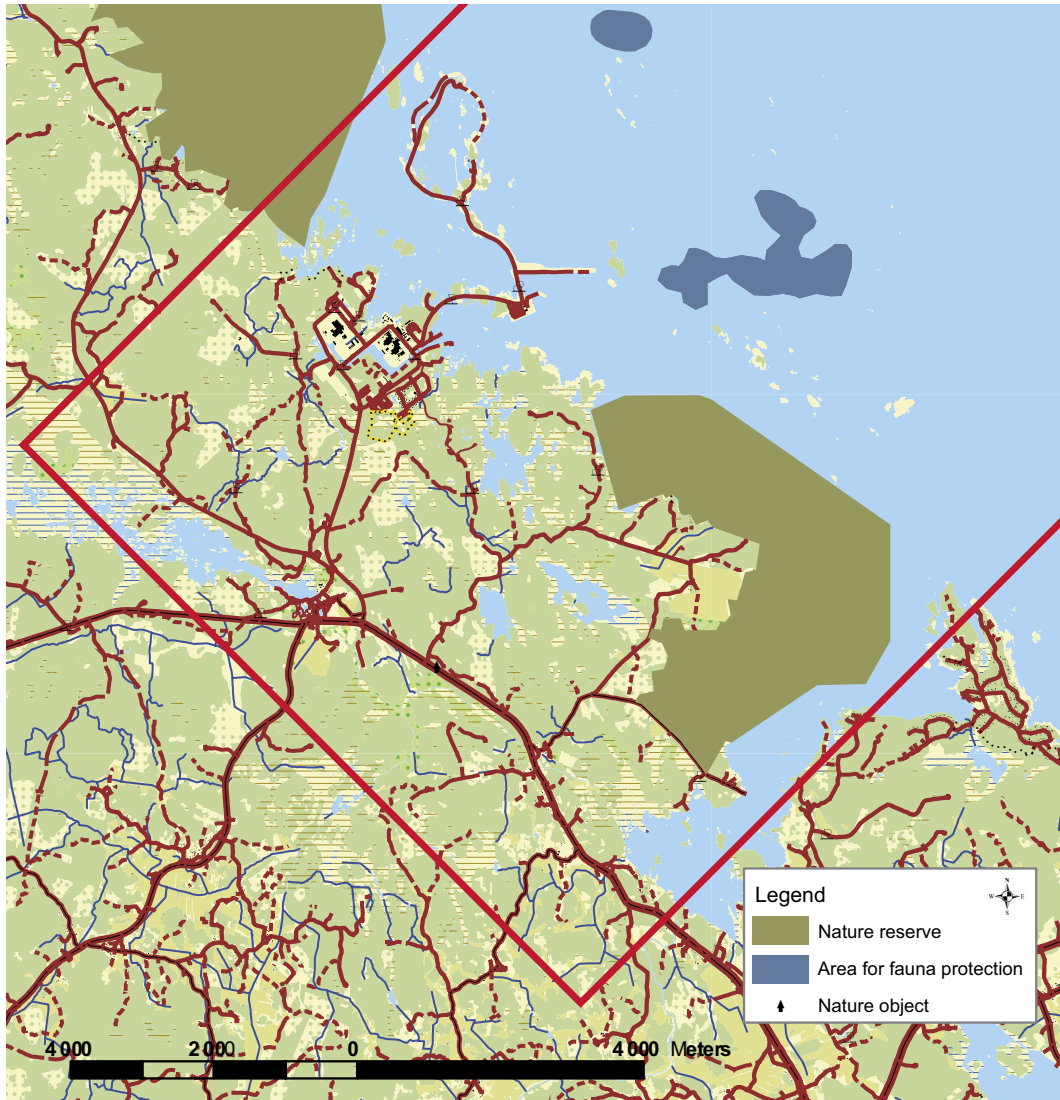 Legend
N
W E
S
Nature reserve
Area for fauna protection
Nature object
4 000 2 000 0 4 000 Meters